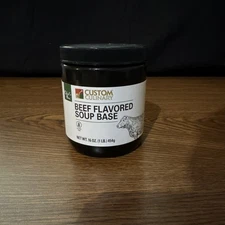 CUSTOM
CULINARY
BEEF FLAVORED
SOUP BASE
NET WT. 16 OZ. (1 LB.) 454g